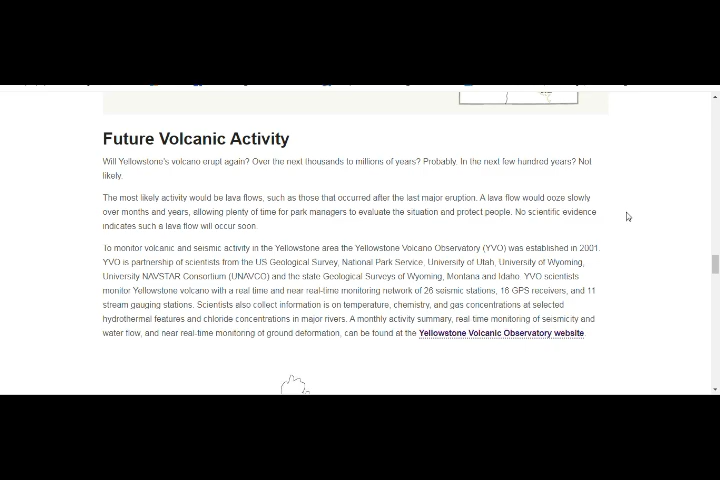 Future Volcanic Activity
Will Yellowstone's volcano erupt again? Over the next thousands to millions of years? Probably. In the next few hundred years? Not
likely.
The most likely activity would be lava flows, such as those that occurred after the last major eruption. A lava flow would ooze slowly
over months and years, allowing plenty of time for park managers to evaluate the situation and protect people. No scientific evidence
indicates such a lava flow will occur soon.
To monitor volcanic and seismic activity in the Yellowstone area the Yellowstone Volcano Observatory (YVO) was established in 2001.
YVO is partnership of scientists from the US Geological Survey, National Park Service, University of Utah, University of Wyoming,
University NAVSTAR Consortium (UNAVCO) and the state Geological Surveys of Wyoming, Montana and Idaho. YVO scientists
monitor Yellowstone volcano with a real time and near real-time monitoring network of 26 seismic stations, 16 GPS receivers, and 11
stream gauging stations. Scientists also collect information is on temperature, chemistry, and gas concentrations at selected
hydrothermal features and chloride concentrations in major rivers. A monthly activity summary, real time monitoring of seismicity and
water flow, and near real-time monitoring of ground deformation, can be found at the Yellowstone Volcanic Observatory website.